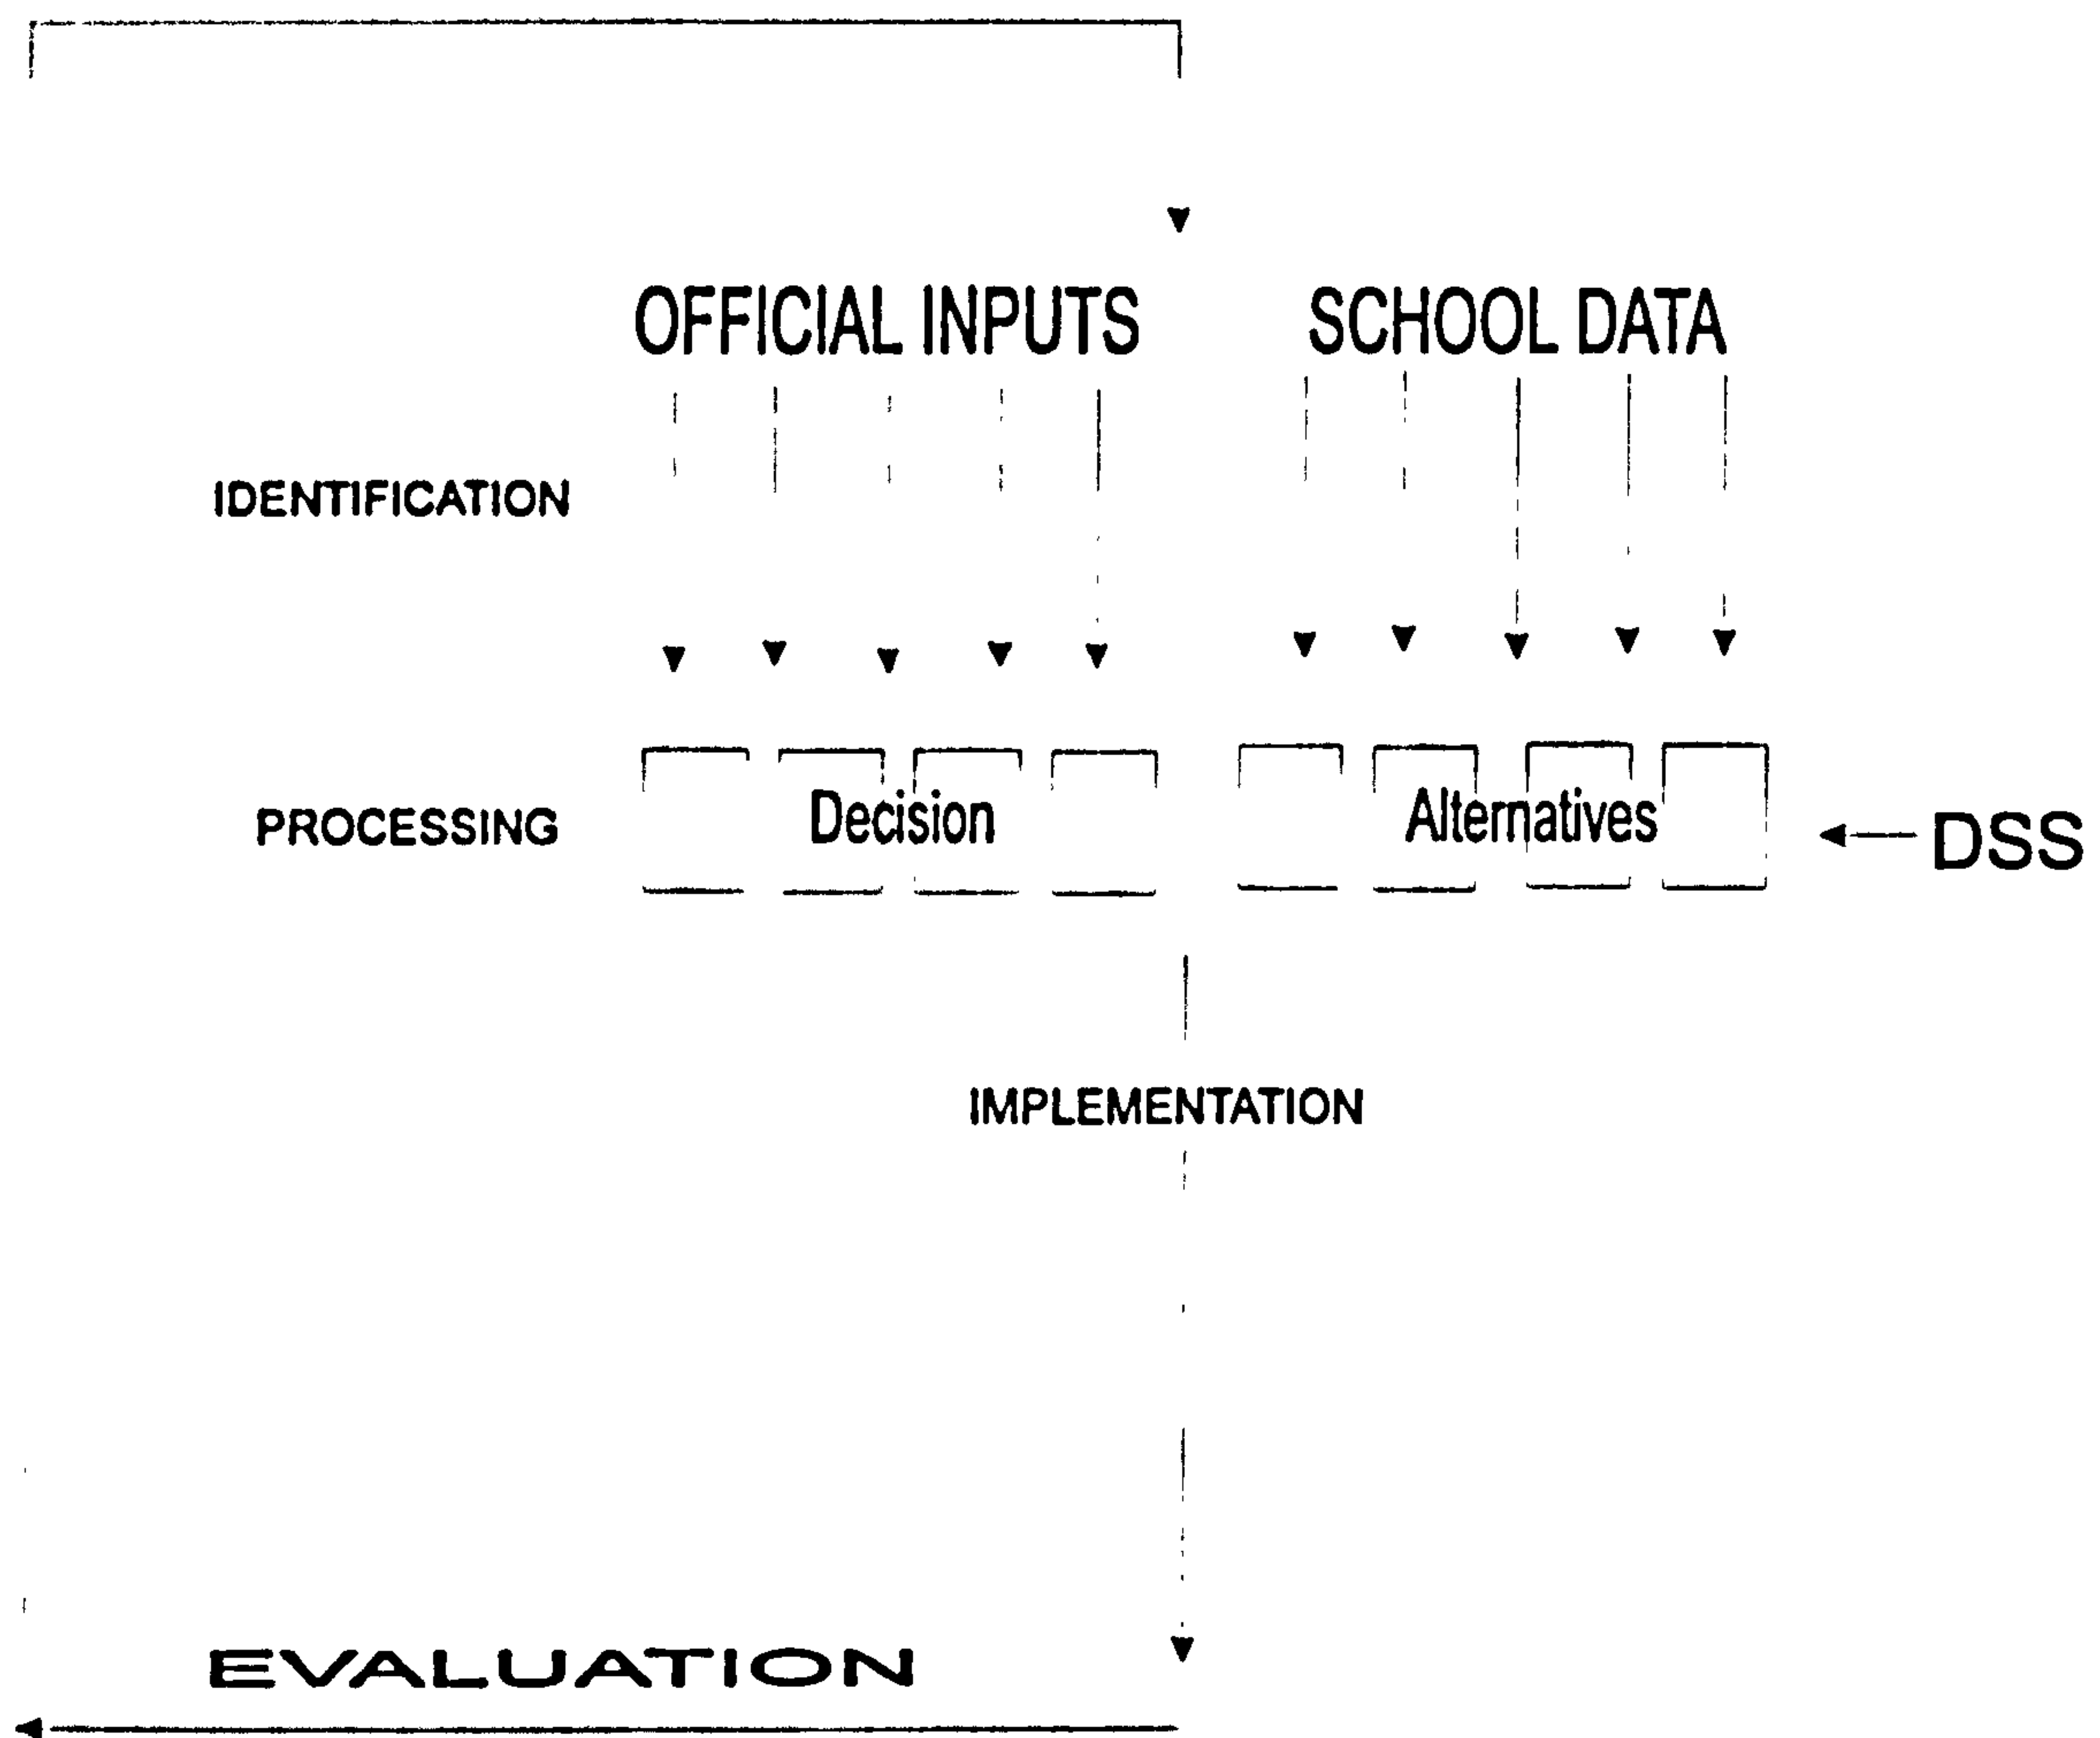 OFFICIAL INPUTS SCHOOL DATA
IDENTIFICATION
PROCESSING Decision Alternatives DSS
IMPLEMENTATION
EVALUATION